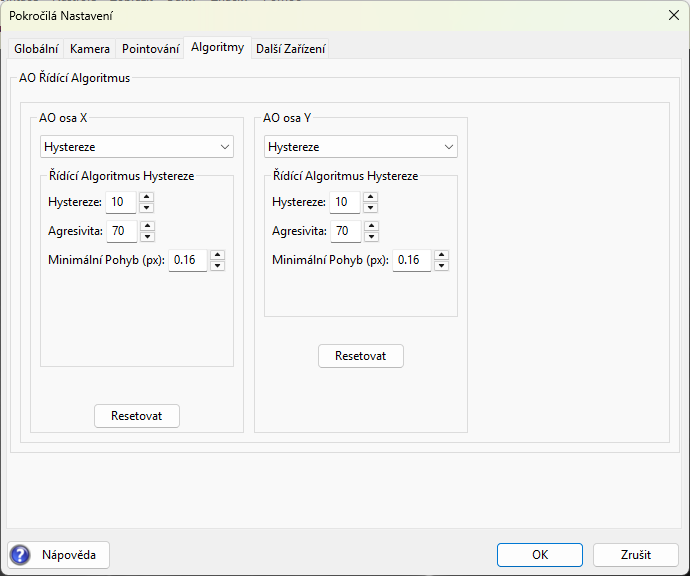 Pokročilá Nastavení
Globální Kamera Pointování Algoritmy Další Zařízení
AO Řídící Algoritmus
AO osa X
Hystereze
Řídící Algoritmus Hystereze
Hystereze: 10
Agresivita: 70
Minimální Pohyb (px): 0.16
Resetovat
AO osa Y
Hystereze
Řídící Algoritmus Hystereze
Hystereze: 10
Agresivita: 70
Minimální Pohyb (px): 0.16
Resetovat
? Nápověda
OK
Zrušit